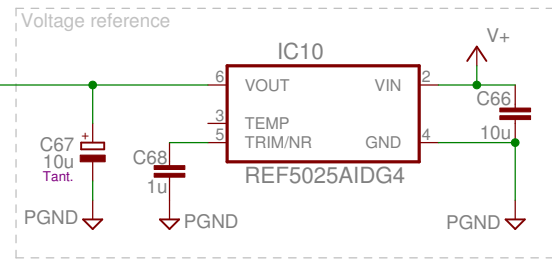 Voltage reference
V+
IC10
6
VOUT
VIN
2
C66
10u
3
TEMP
5
TRIM/NR
GND
4
+
C67
10u
Tant.
C68
1u
REF5025AIDG4
PGND
PGND
PGND